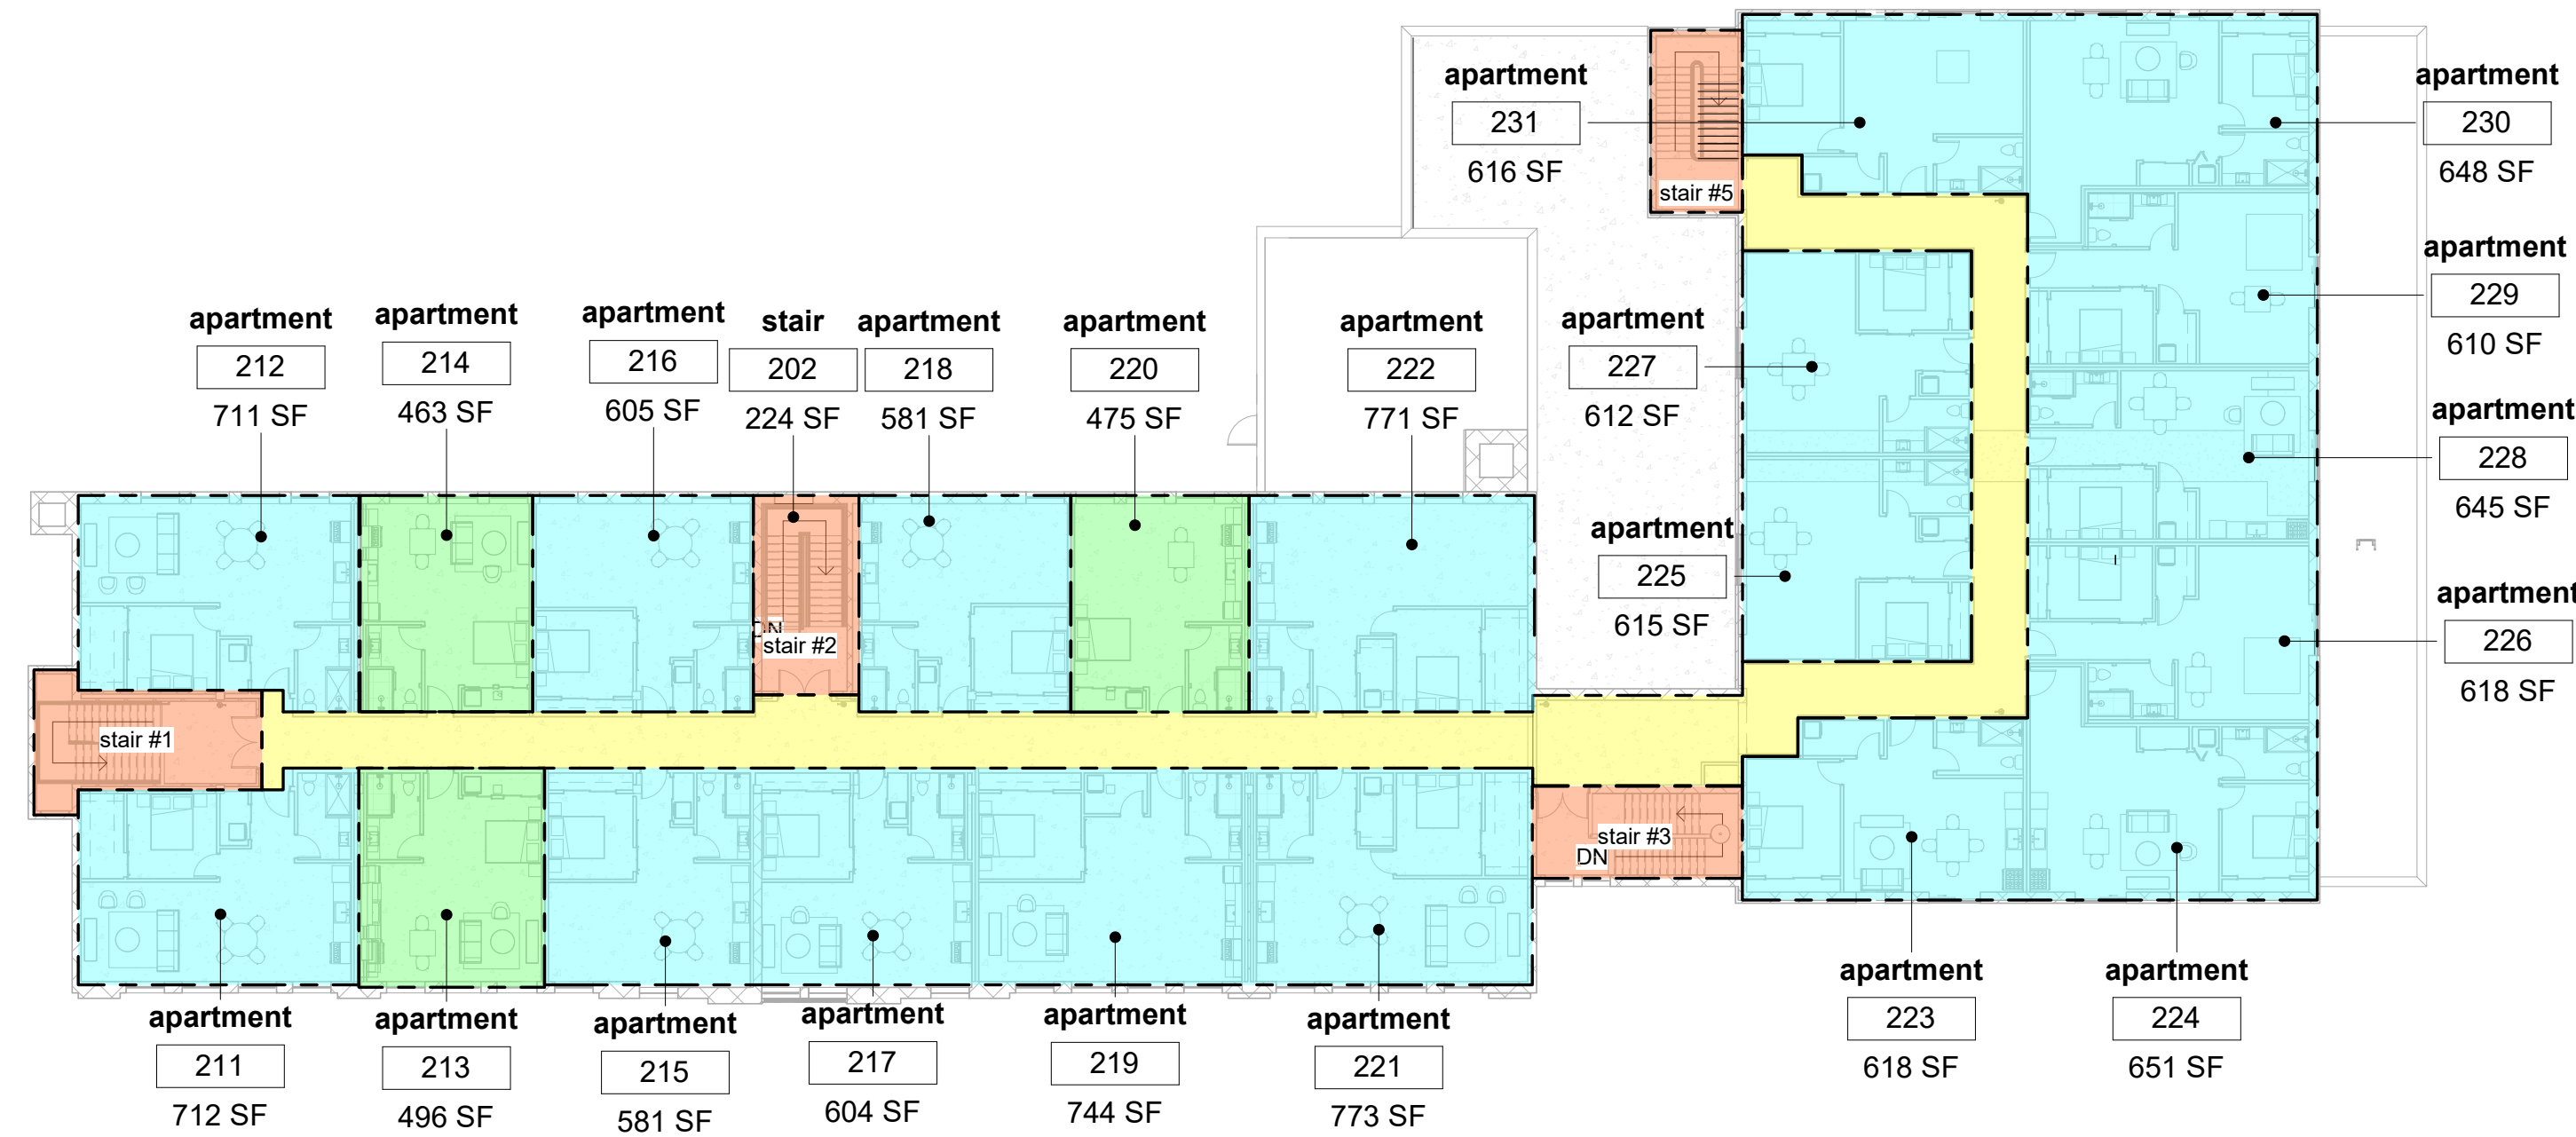 apartment
231
616 SF
stair #5
apartment
230
648 SF
apartment
229
610 SF
apartment
212
711 SF
apartment
214
463 SF
apartment
216
605 SF
stair
202
224 SF
apartment
218
581 SF
apartment
220
475 SF
apartment
222
771 SF
apartment
227
612 SF
apartment
228
645 SF
apartment
225
615 SF
apartment
226
618 SF
DN
stair #2
stair #1
stair #3
DN
apartment
211
712 SF
apartment
213
496 SF
apartment
215
581 SF
apartment
217
604 SF
apartment
219
744 SF
apartment
221
773 SF
apartment
223
618 SF
apartment
224
651 SF